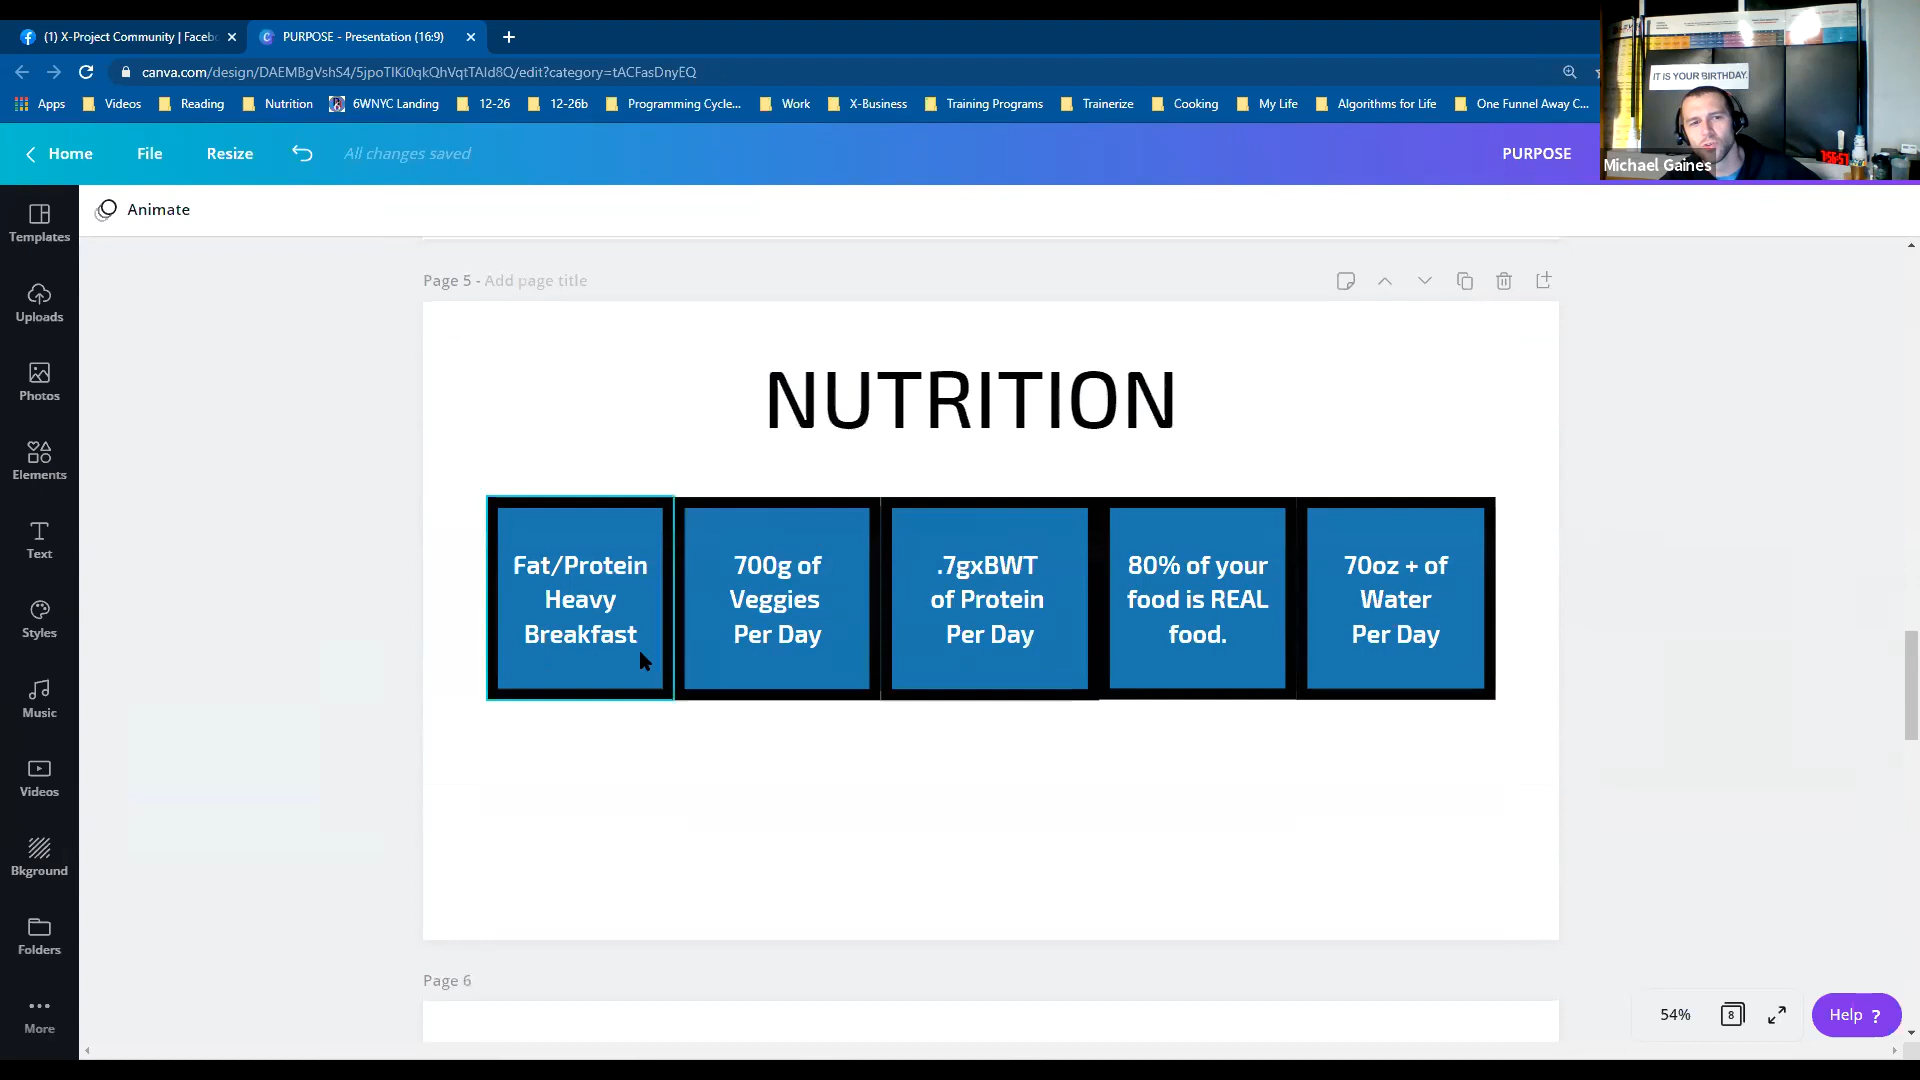 (1) X-Project Community | Faceb
PURPOSE - Presentation (16:9)
canva.com/design/DAEMBgVshS4/5jpoTlKi0qkQhVqtTAld8Q/edit?category=tACFasDnyEQ
Apps Videos Reading Nutrition 6WNYC Landing 12-26 12-26b Programming Cycle... Work X-Business Training Programs Trainerize Cooking My Life Algorithms for Life One Funnel Away C...
IT IS YOUR BIRTHDAY.
7:56:57
Michael Gaines
Home File Resize All changes saved PURPOSE
Animate
Templates
Uploads
Photos
Elements
Text
Styles
Music
Videos
Bkground
Folders
More
Page 5 - Add page title
NUTRITION
Fat/Protein
Heavy
Breakfast
700g of
Veggies
Per Day
.7gxBWT
of Protein
Per Day
80% of your
food is REAL
food.
70oz + of
Water
Per Day
Page 6
54%
8
Help ?